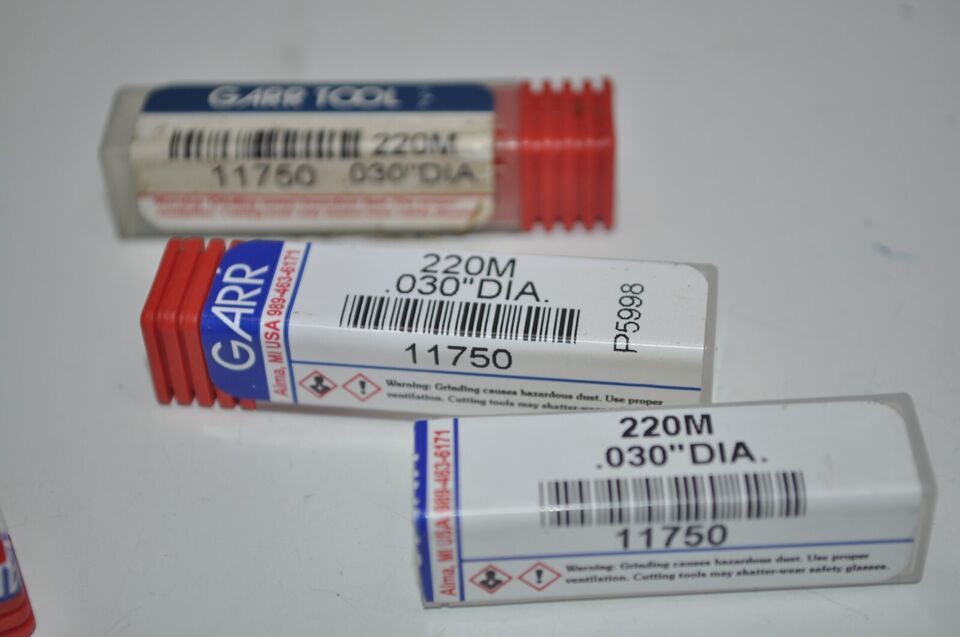 GARR TOOL
220M
11750 .030"DIA
GARR
Alma, MI USA 989-463-6171
220M
.030"DIA.
11750
P5998
Warning: Grinding causes hazardous dust. Use proper
ventilation. Cutting tools may shatter-wear
Alma, MI USA 989-463-6171
220M
.030"DIA.
11750
Warning: Grinding causes hazardous dust. Use proper
ventilation. Cutting tools may shatter-wear safety glasses.